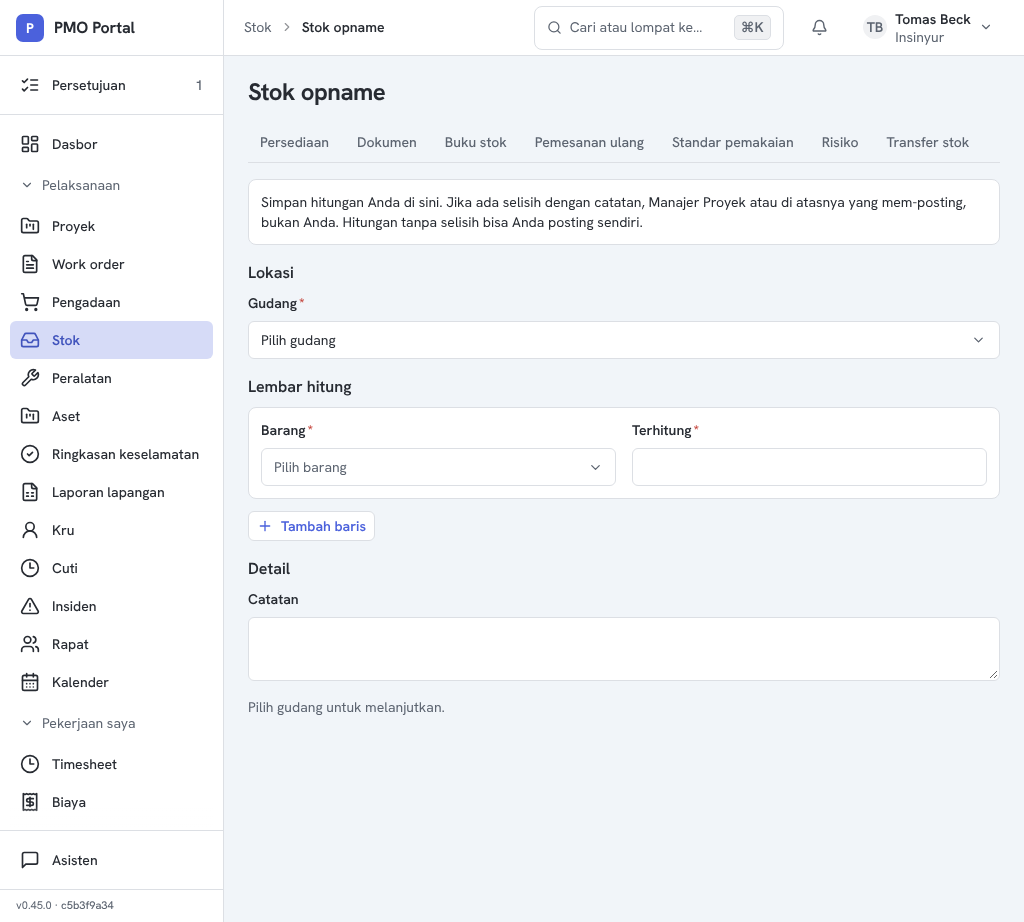 P PMO Portal
Stok > Stok opname
Cari atau lompat ke... ⌘K
TB Tomas Beck
Insinyur
Persetujuan 1
Dasbor
Pelaksanaan
Proyek
Work order
Pengadaan
Stok
Peralatan
Aset
Ringkasan keselamatan
Laporan lapangan
Kru
Cuti
Insiden
Rapat
Kalender
Pekerjaan saya
Timesheet
Biaya
Asisten
v0.45.0 · c5b3f9a34
Stok opname
Persediaan Dokumen Buku stok Pemesanan ulang Standar pemakaian Risiko Transfer stok
Simpan hitungan Anda di sini. Jika ada selisih dengan catatan, Manajer Proyek atau di atasnya yang mem-posting,
bukan Anda. Hitungan tanpa selisih bisa Anda posting sendiri.
Lokasi
Gudang *
Pilih gudang
Lembar hitung
Barang * Terhitung *
Pilih barang
+ Tambah baris
Detail
Catatan
Pilih gudang untuk melanjutkan.